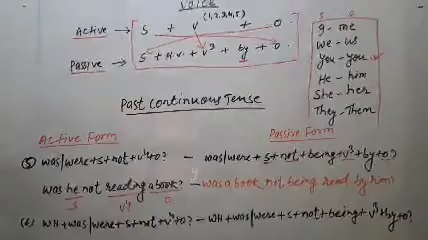 VOICE
(1,2,3,4,5)
Active → S + V + O.
Passive → S + H.V. + V³ + by + O.
S O
I - me
We - us
You - you
He - him
She - her
They - Them
Past Continuous Tense
Active Form Passive Form
(5) was/were+s+not+v⁴+o? - was/were+s+not+being+v³+by+o?
was he not reading a book? - was a book not being read by him?
S V⁴ O
(6) WH+was/were+s+not+v⁴+o? - WH+was/were+s+not+being+v³+by+o?